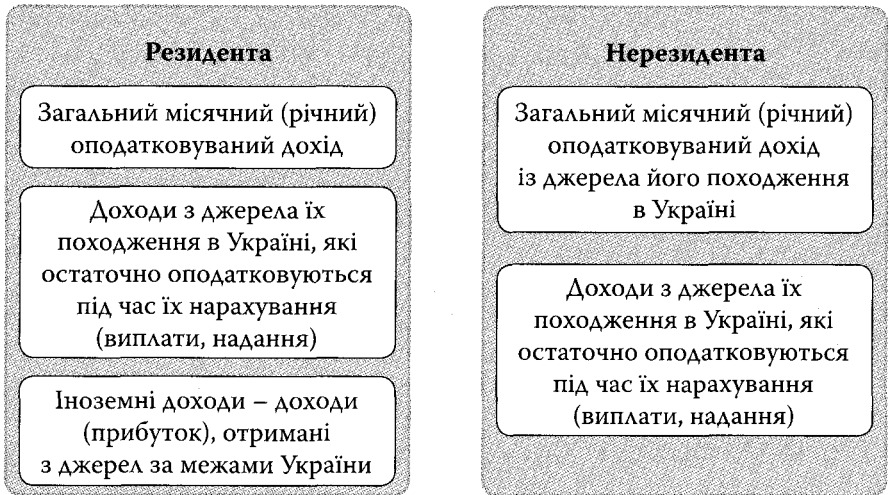 Резидента
Загальний місячний (річний)
оподатковуваний дохід
Доходи з джерела їх
походження в Україні, які
остаточно оподатковуються
під час їх нарахування
(виплати, надання)
Іноземні доходи – доходи
(прибуток), отримані
з джерел за межами України
Нерезидента
Загальний місячний (річний)
оподатковуваний дохід
із джерела його походження
в Україні
Доходи з джерела їх
походження в Україні, які
остаточно оподатковуються
під час їх нарахування
(виплати, надання)